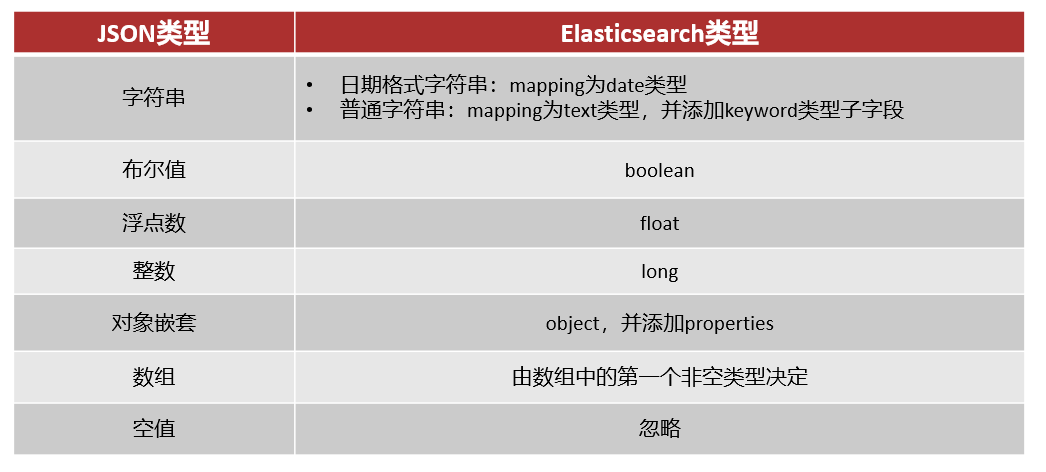 JSON类型
Elasticsearch类型
字符串
• 日期格式字符串：mapping为date类型
• 普通字符串：mapping为text类型，并添加keyword类型子字段
布尔值
boolean
浮点数
float
整数
long
对象嵌套
object，并添加properties
数组
由数组中的第一个非空类型决定
空值
忽略